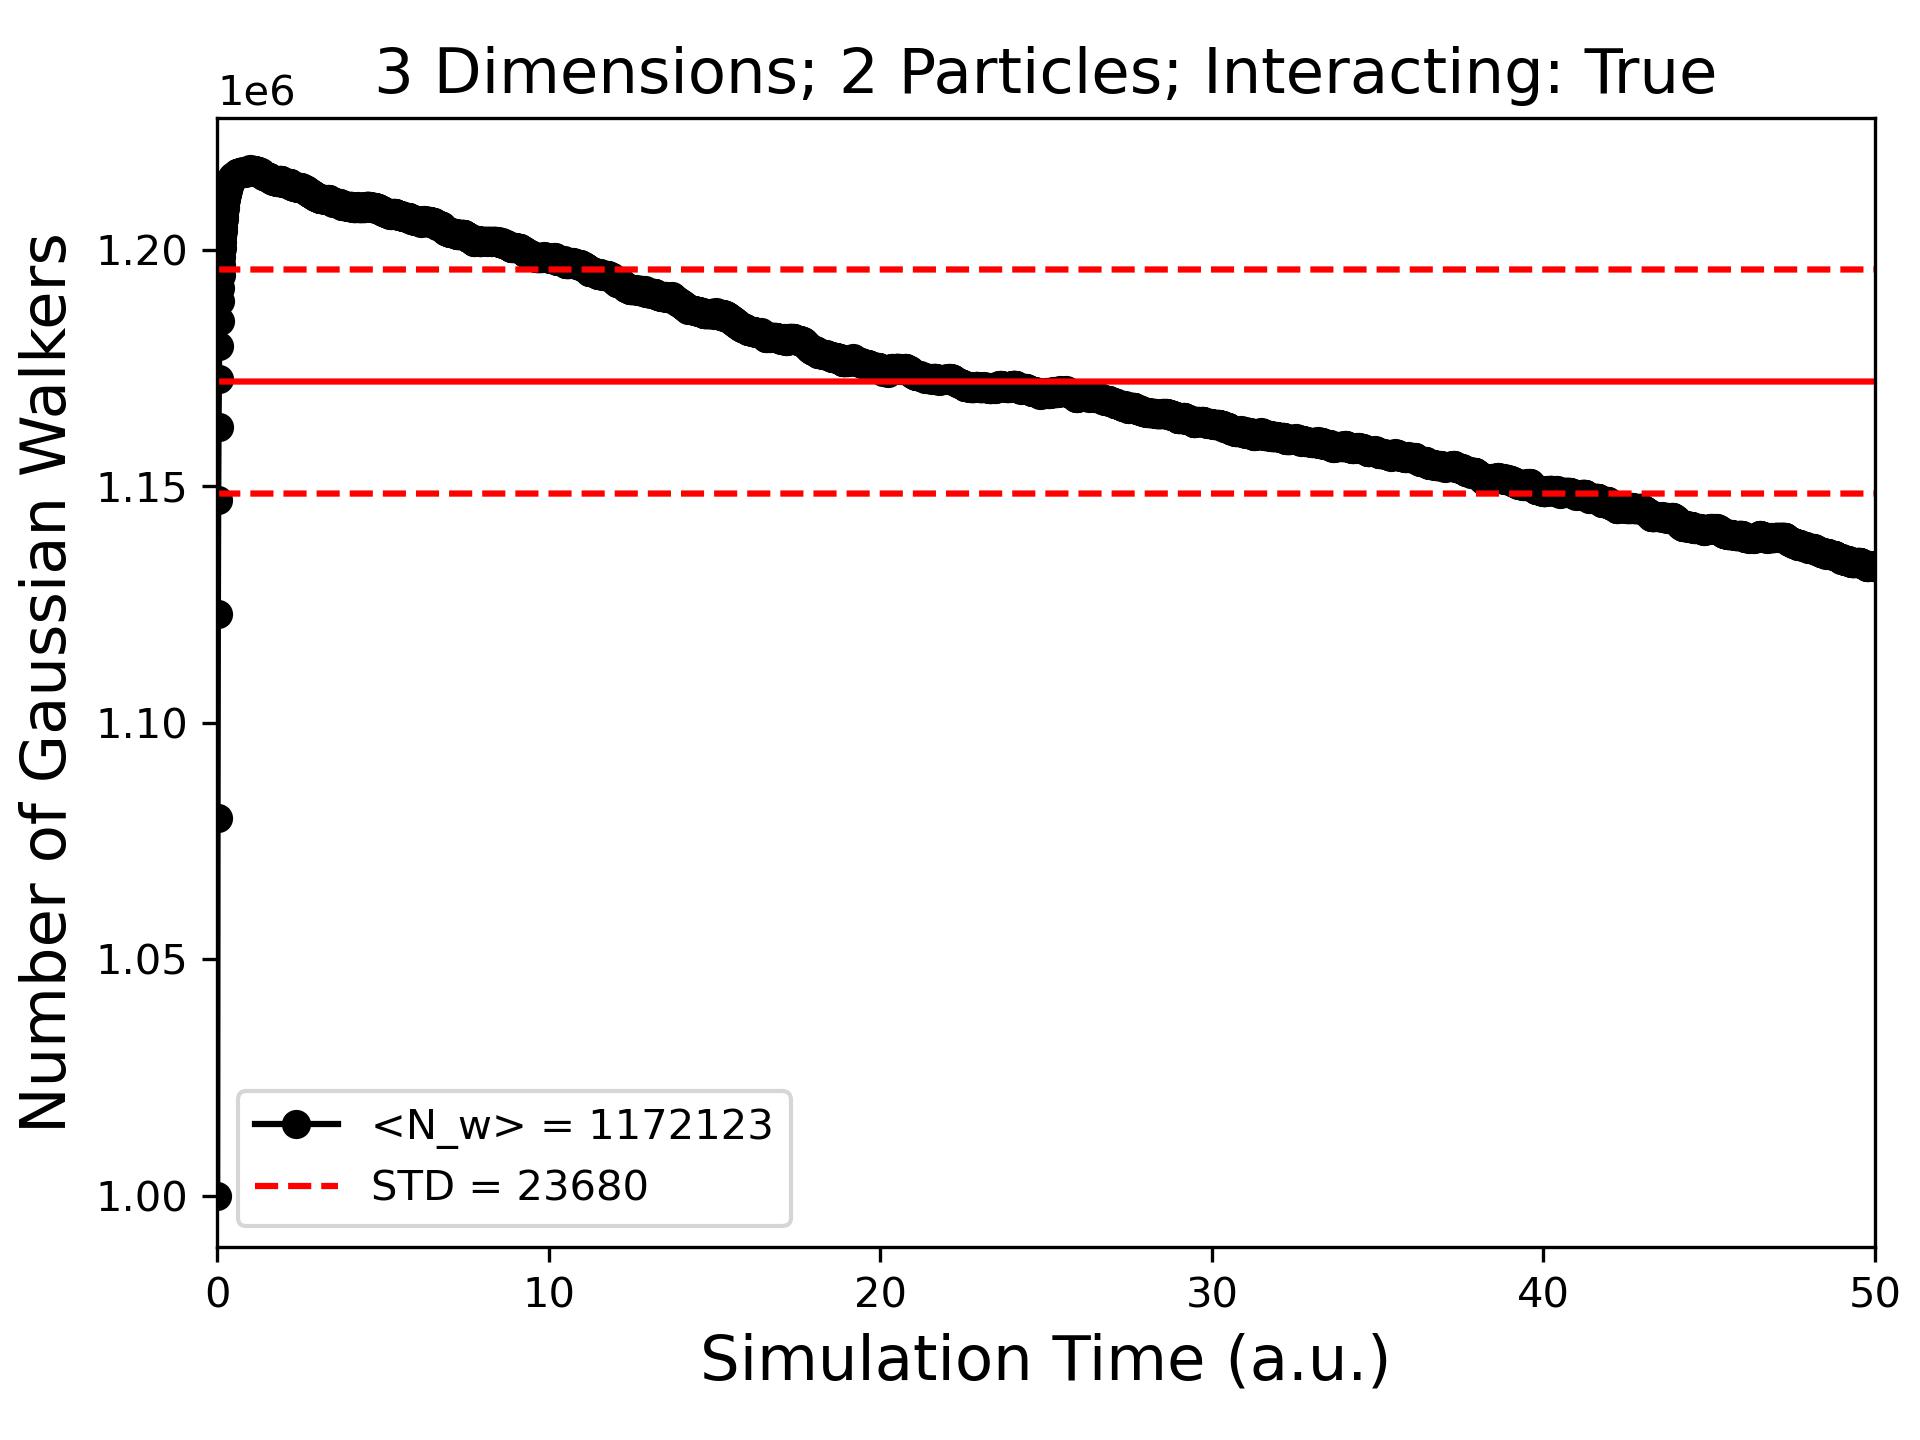 3 Dimensions; 2 Particles; Interacting: True
1e6
Number of Gaussian Walkers
1.20
1.15
1.10
1.05
1.00
<N_w> = 1172123
STD = 23680
0 10 20 30 40 50
Simulation Time (a.u.)